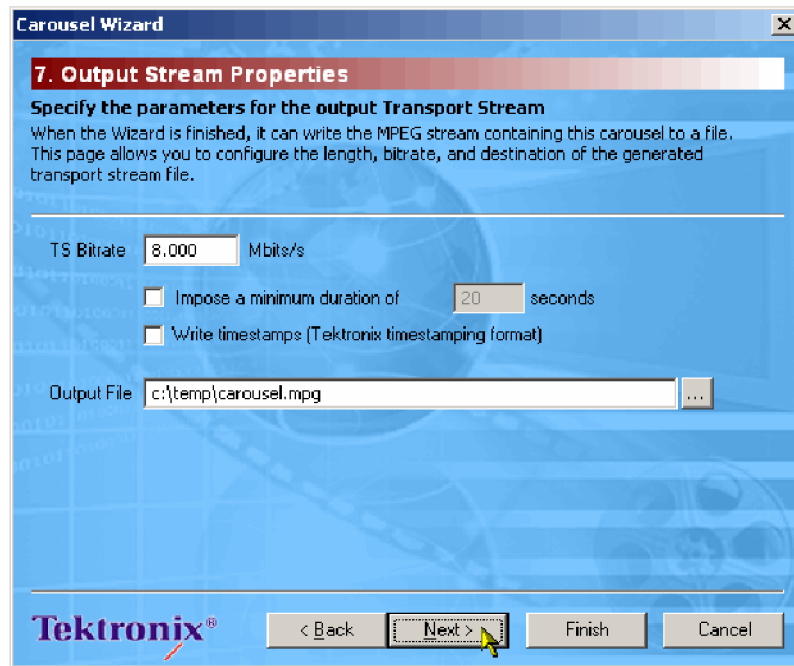 Carousel Wizard
7. Output Stream Properties
Specify the parameters for the output Transport Stream
When the Wizard is finished, it can write the MPEG stream containing this carousel to a file.
This page allows you to configure the length, bitrate, and destination of the generated
transport stream file.
TS Bitrate 8.000 Mbits/s
Impose a minimum duration of 20 seconds
Write timestamps (Tektronix timestamping format)
Output File c:\temp\carousel.mpg ...
Tektronix® < Back Next > Finish Cancel